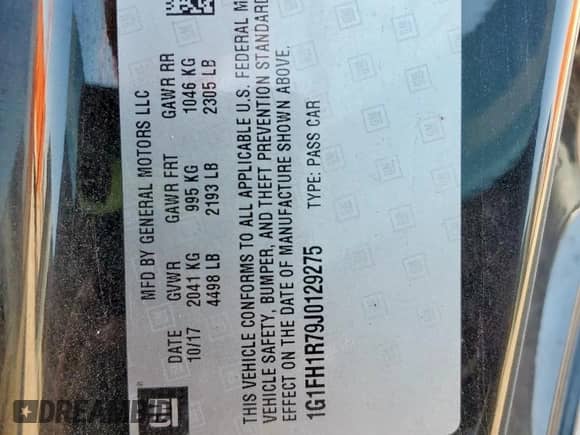 MFD BY GENERAL MOTORS LLC
DATE GVWR GAWR FRT GAWR RR
10/17 2041 KG 995 KG 1046 KG
4498 LB 2193 LB 2305 LB
THIS VEHICLE CONFORMS TO ALL APPLICABLE U.S. FEDERAL M
VEHICLE SAFETY, BUMPER, AND THEFT PREVENTION STANDARD
EFFECT ON THE DATE OF MANUFACTURE SHOWN ABOVE.
1G1FH1R79J0129275 TYPE: PASS CAR